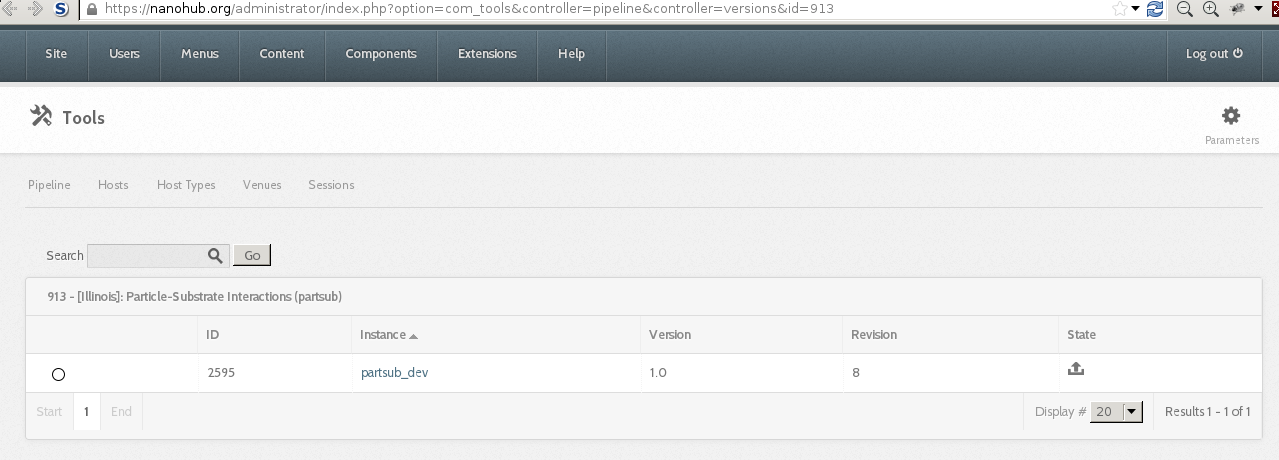 https://nanohub.org/administrator/index.php?option=com_tools&controller=pipeline&controller=versions&id=913
Site Users Menus Content Components Extensions Help Log out
Tools
Parameters
Pipeline Hosts Host Types Venues Sessions
Search Go
913 - [Illinois]: Particle-Substrate Interactions (partsub)
ID Instance Version Revision State
2595 partsub_dev 1.0 8
Start 1 End Display # 20 Results 1 - 1 of 1